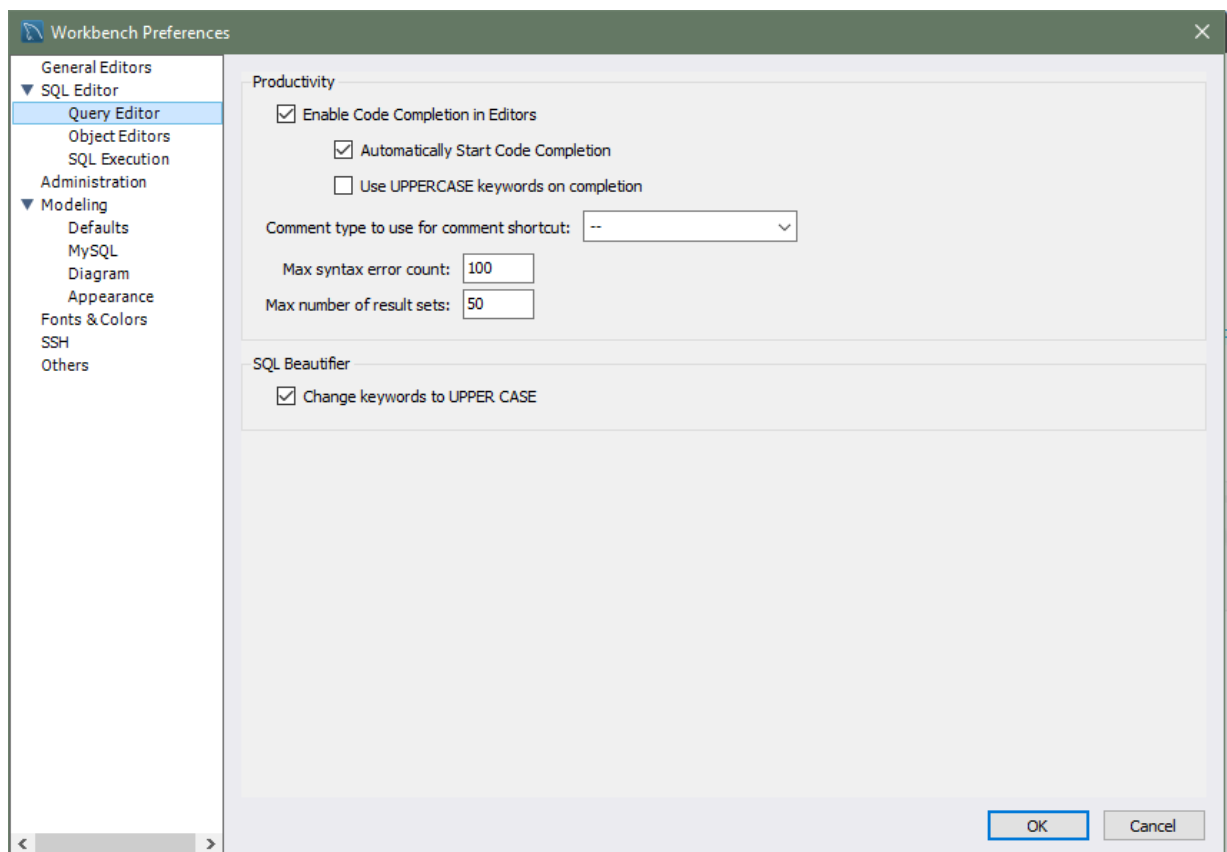 Workbench Preferences
General Editors
SQL Editor
Query Editor
Object Editors
SQL Execution
Administration
Modeling
Defaults
MySQL
Diagram
Appearance
Fonts & Colors
SSH
Others
Productivity
Enable Code Completion in Editors
Automatically Start Code Completion
Use UPPERCASE keywords on completion
Comment type to use for comment shortcut: --
Max syntax error count: 100
Max number of result sets: 50
SQL Beautifier
Change keywords to UPPER CASE
OK Cancel